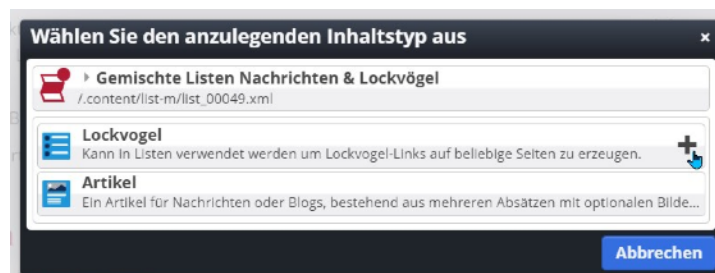 Wählen Sie den anzulegenden Inhaltstyp aus
Gemischte Listen Nachrichten & Lockvögel
/.content/list-m/list_00049.xml
Lockvogel
Kann in Listen verwendet werden um Lockvogel-Links auf beliebige Seiten zu erzeugen.
Artikel
Ein Artikel für Nachrichten oder Blogs, bestehend aus mehreren Absätzen mit optionalen Bilde...
Abbrechen